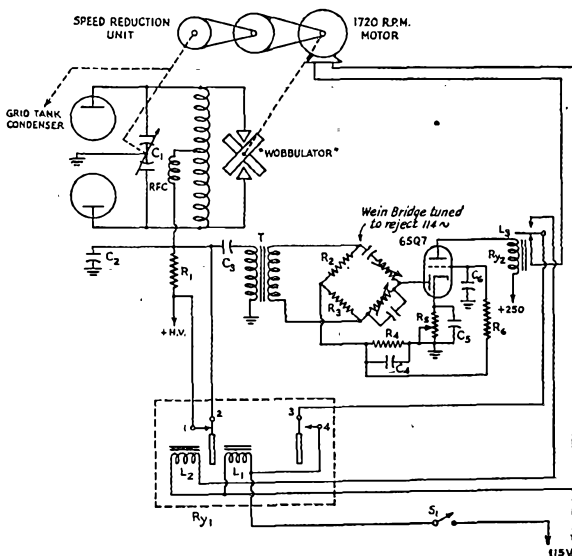 SPEED REDUCTION
UNIT
1720 R.P.M.
MOTOR
GRID TANK
CONDENSER
C1
RFC
"WOBBULATOR"
C2
R1
C3
T
+H.V.
Wein Bridge tuned
to reject 114~
6SQ7
R2
R3
R4
C4
R5
C5
C6
R6
L3
Ry2
+250
1
2
3
4
L2
L1
Ry1
S1
115V